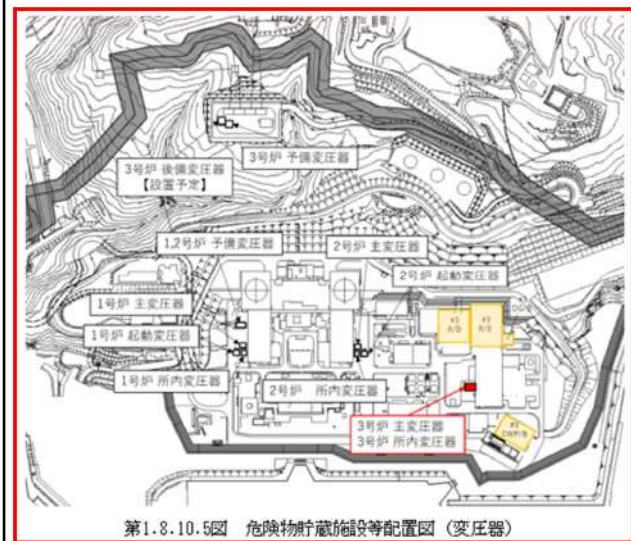 3号炉 後備変圧器
【設置予定】
3号炉 予備変圧器
1,2号炉 予備変圧器
2号炉 主変圧器
2号炉 起動変圧器
1号炉 主変圧器
1号炉 起動変圧器
1号炉 所内変圧器
2号炉 所内変圧器
#3
A/B
#3
R/B
3号炉 主変圧器
3号炉 所内変圧器
#3
CWP/B
第1.8.10.5図 危険物貯蔵施設等配置図（変圧器）